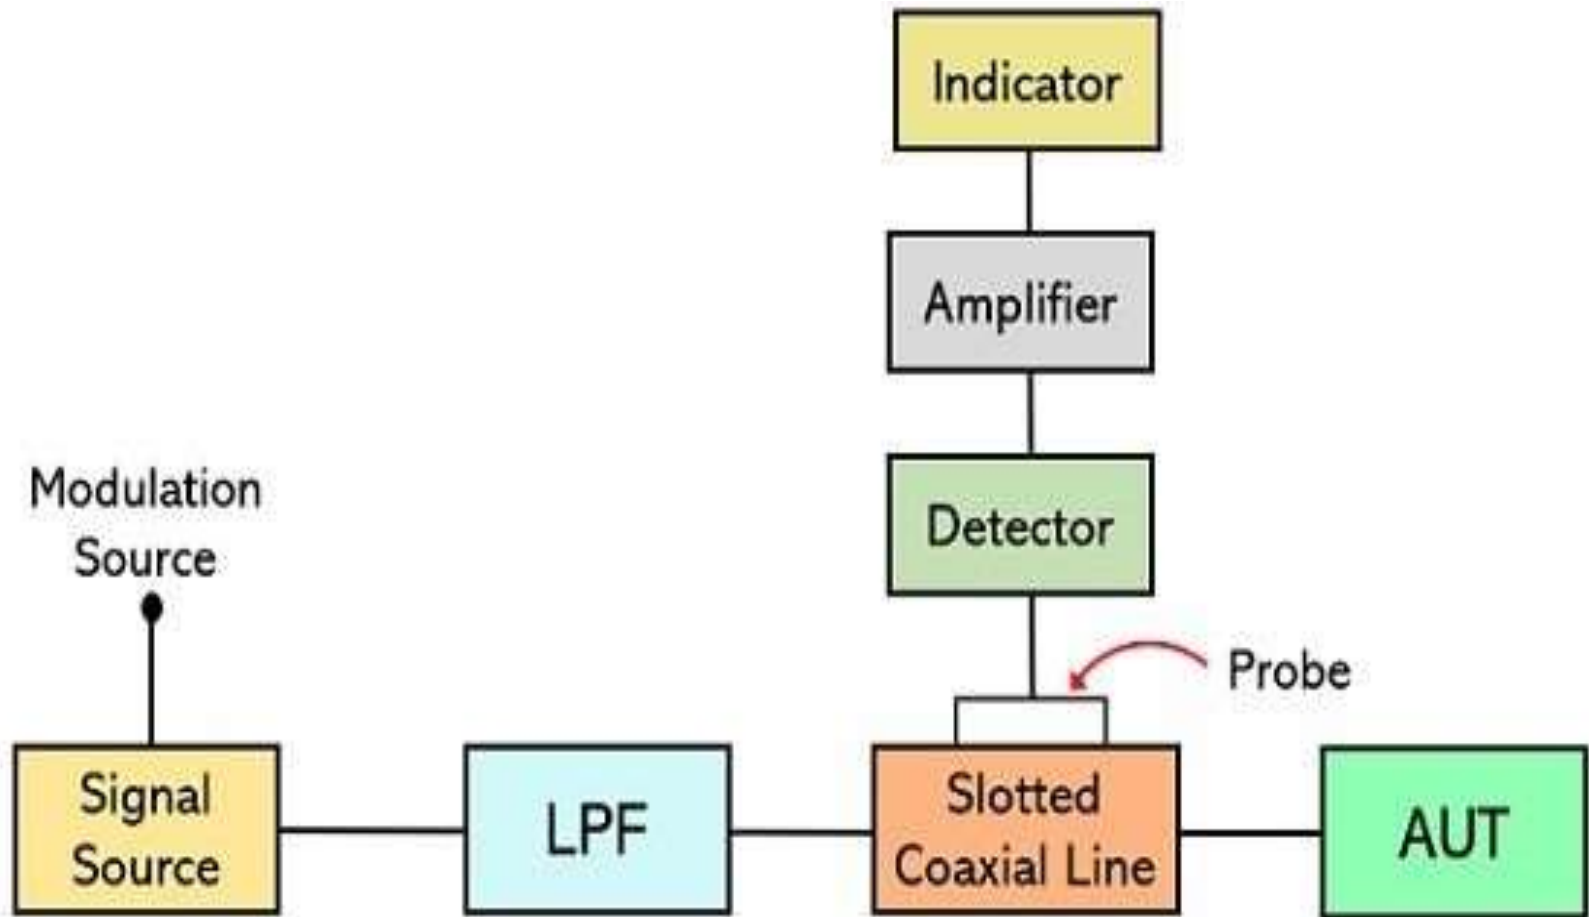 Indicator
Amplifier
Modulation
Source
Detector
Probe
Signal
Source
LPF
Slotted
Coaxial Line
AUT